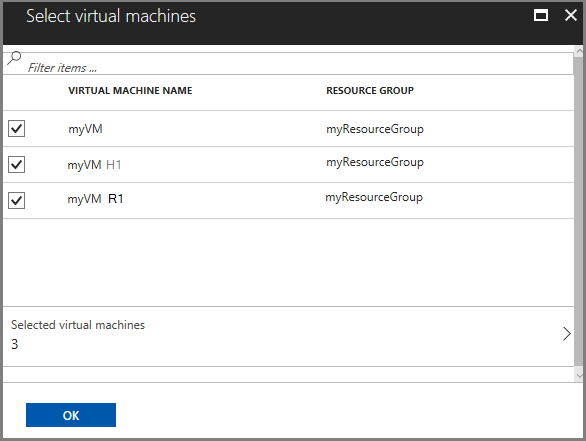 Select virtual machines
Filter items ...
VIRTUAL MACHINE NAME RESOURCE GROUP
myVM myResourceGroup
myVM H1 myResourceGroup
myVM R1 myResourceGroup
Selected virtual machines
3
OK